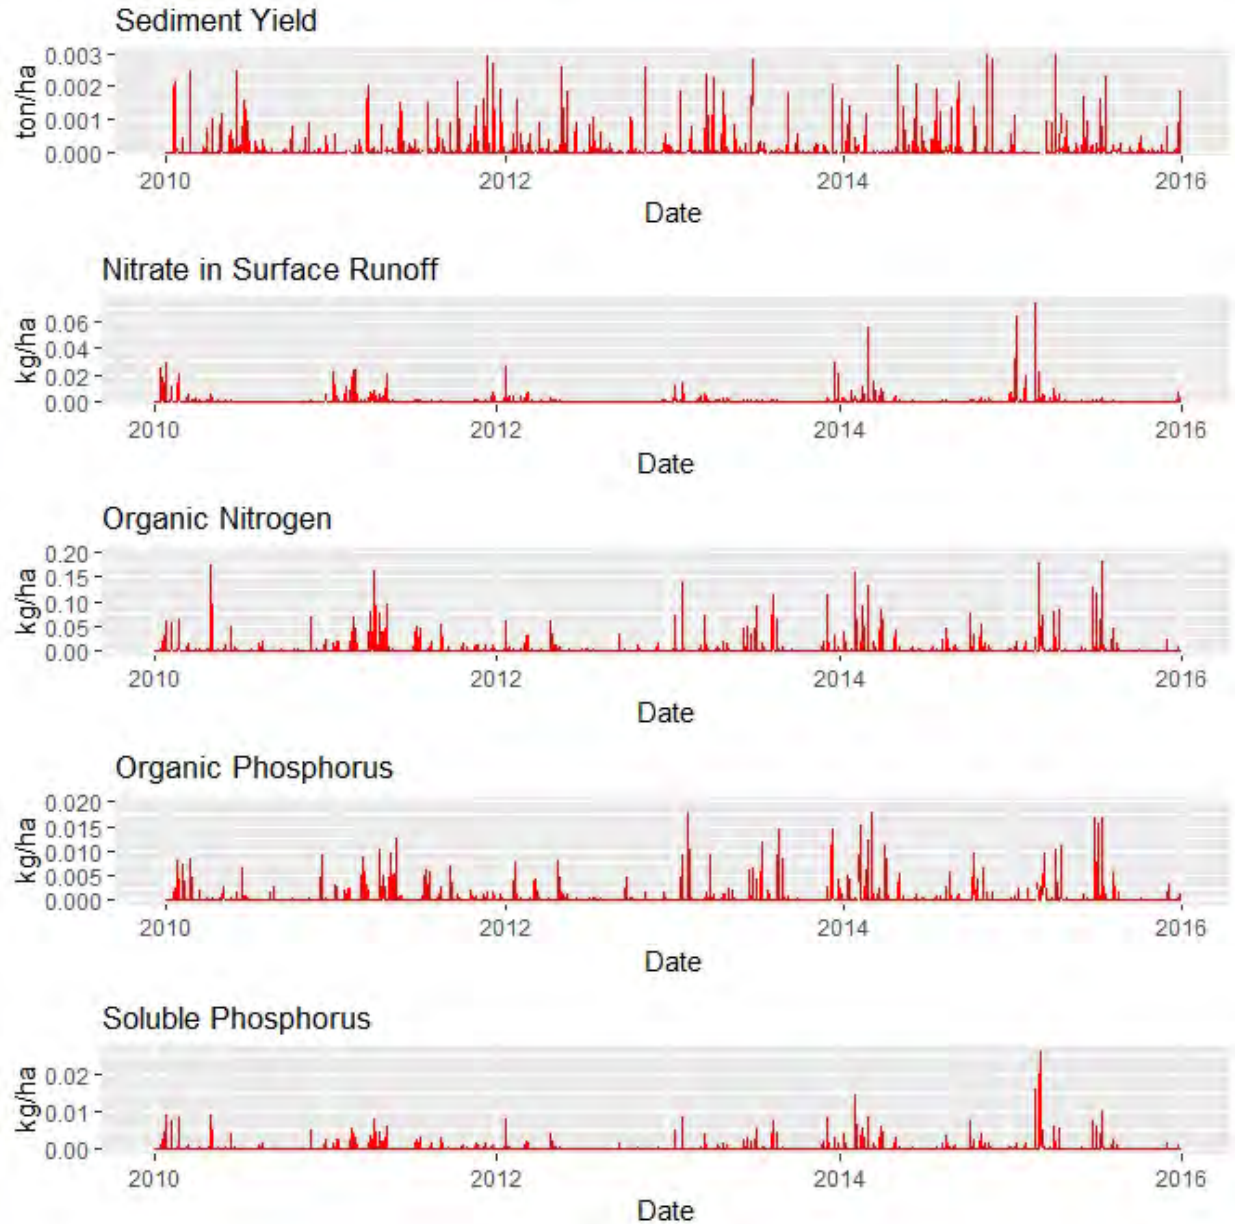 Sediment Yield
ton/ha
0.003
0.002
0.001
0.000
2010 2012 2014 2016
Date
Nitrate in Surface Runoff
kg/ha
0.06
0.04
0.02
0.00
2010 2012 2014 2016
Date
Organic Nitrogen
kg/ha
0.20
0.15
0.10
0.05
0.00
2010 2012 2014 2016
Date
Organic Phosphorus
kg/ha
0.020
0.015
0.010
0.005
0.000
2010 2012 2014 2016
Date
Soluble Phosphorus
kg/ha
0.02
0.01
0.00
2010 2012 2014 2016
Date